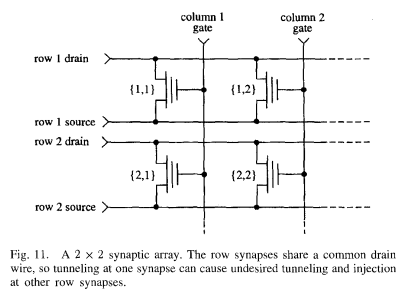 column 1 column 2
gate gate
row 1 drain
{1,1} {1,2}
row 1 source
row 2 drain
{2,1} {2,2}
row 2 source
Fig. 11. A 2 × 2 synaptic array. The row synapses share a common drain
wire, so tunneling at one synapse can cause undesired tunneling and injection
at other row synapses.